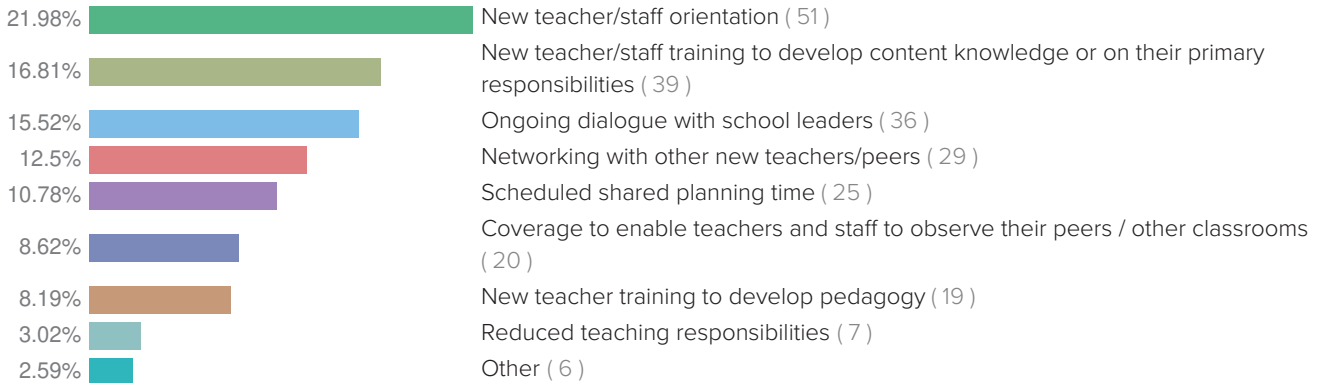 21.98% New teacher/staff orientation ( 51 )
New teacher/staff training to develop content knowledge or on their primary
16.81%
responsibilities ( 39 )
15.52% Ongoing dialogue with school leaders ( 36 )
12.5% Networking with other new teachers/peers ( 29 )
10.78% Scheduled shared planning time ( 25 )
Coverage to enable teachers and staff to observe their peers / other classrooms
8.62%
( 20 )
8.19% New teacher training to develop pedagogy ( 19 )
3.02% Reduced teaching responsibilities ( 7 )
2.59% Other ( 6 )